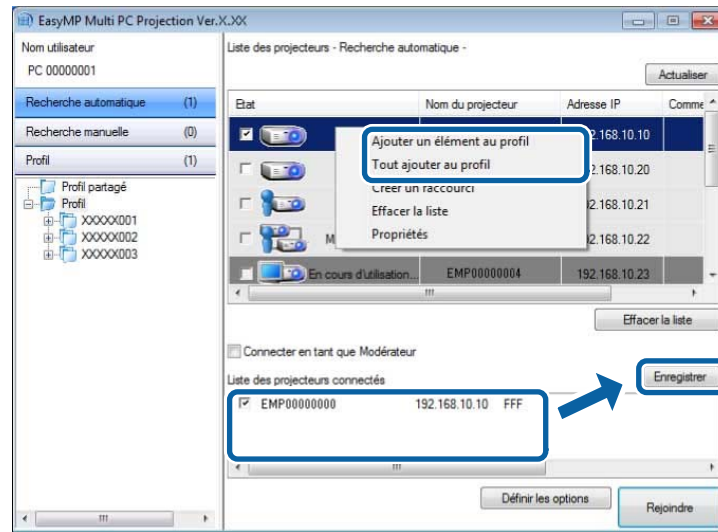 EasyMP Multi PC Projection Ver.X.XX
Nom utilisateur
PC 00000001
Recherche automatique (1)
Recherche manuelle (0)
Profil (1)
Profil partagé
Profil
XXXXX001
XXXXX002
XXXXX003
Liste des projecteurs - Recherche automatique -
Actualiser
Etat Nom du projecteur Adresse IP Comme
2.168.10.10
2.168.10.20
2.168.10.21
M 2.168.10.22
En cours d'utilisation... EMP00000004 192.168.10.23
Ajouter un élément au profil
Tout ajouter au profil
Créer un raccourci
Effacer la liste
Propriétés
Effacer la liste
Connecter en tant que Modérateur
Liste des projecteurs connectés
Enregistrer
EMP00000000 192.168.10.10 FFF
Définir les options
Rejoindre